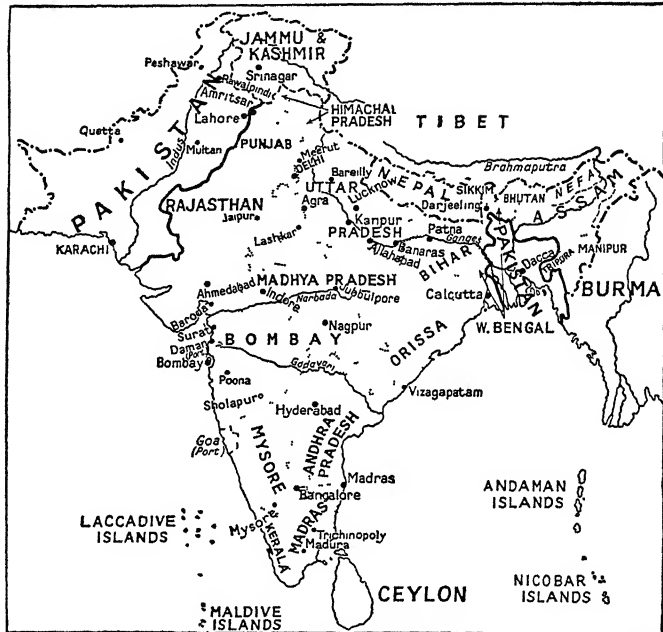 JAMMU &
KASHMIR
Peshawar
Srinagar
Rawalpindi
Amritsar
HIMACHAL
PRADESH
TIBET
Lahore
Quetta
Indus
Multan
PUNJAB
PAKISTAN
Meerut
DELHI
Bareilly
NEPAL
Brahmaputra
SIKKIM
BHUTAN
NEFA
ASSAM
UTTAR
PRADESH
Lucknow
Darjeeling
RAJASTHAN
Agra
Jaipur
Kanpur
Lashkar
Allahabad
Banaras
Patna
Ganges
BIHAR
PAKISTAN
Dacca
TRIPURA
MANIPUR
KARACHI
MADHYA PRADESH
Ahmedabad
Indore
Narbada
Jubbulpore
Calcutta
BURMA
W. BENGAL
Baroda
Surat
Daman
(Port)
Bombay
BOMBAY
Nagpur
ORISSA
Godavari
Poona
Sholapur
Hyderabad
Vizagapatam
Goa
(Port)
MYSORE
ANDHRA
PRADESH
Madras
Bangalore
ANDAMAN
ISLANDS
LACCADIVE
ISLANDS
Mysore
KERALA
MADRAS
Trichinopoly
Madura
CEYLON
NICOBAR
ISLANDS
MALDIVE
ISLANDS